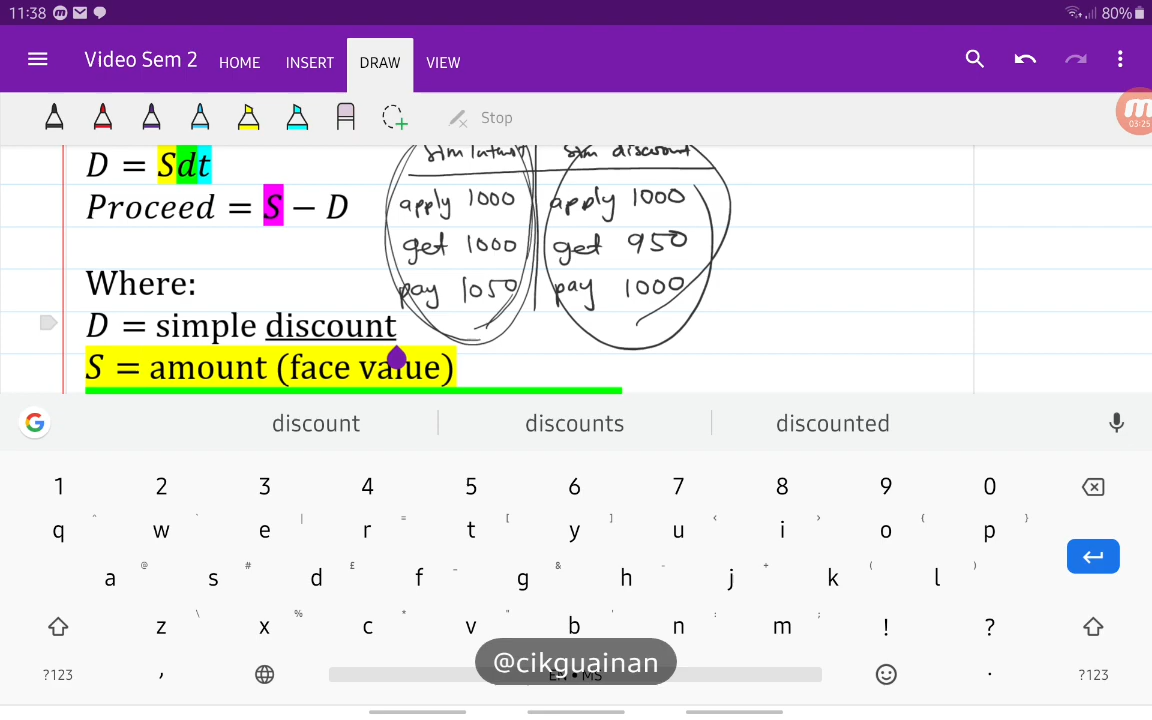 11:38 80%
Video Sem 2 HOME INSERT DRAW VIEW
Stop
03:25
D = Sdt
Proceed = S − D
Where:
D = simple discount
S = amount (face value)
discount
apply 1000 apply 1000
get 1000 get 950
pay 1050 pay 1000
discount discounts discounted
1 2 3 4 5 6 7 8 9 0
q w e r t y u i o p
a s d f g h j k l
z x c v b n m ! ?
?123 , EN • MS . ?123
@cikguainan